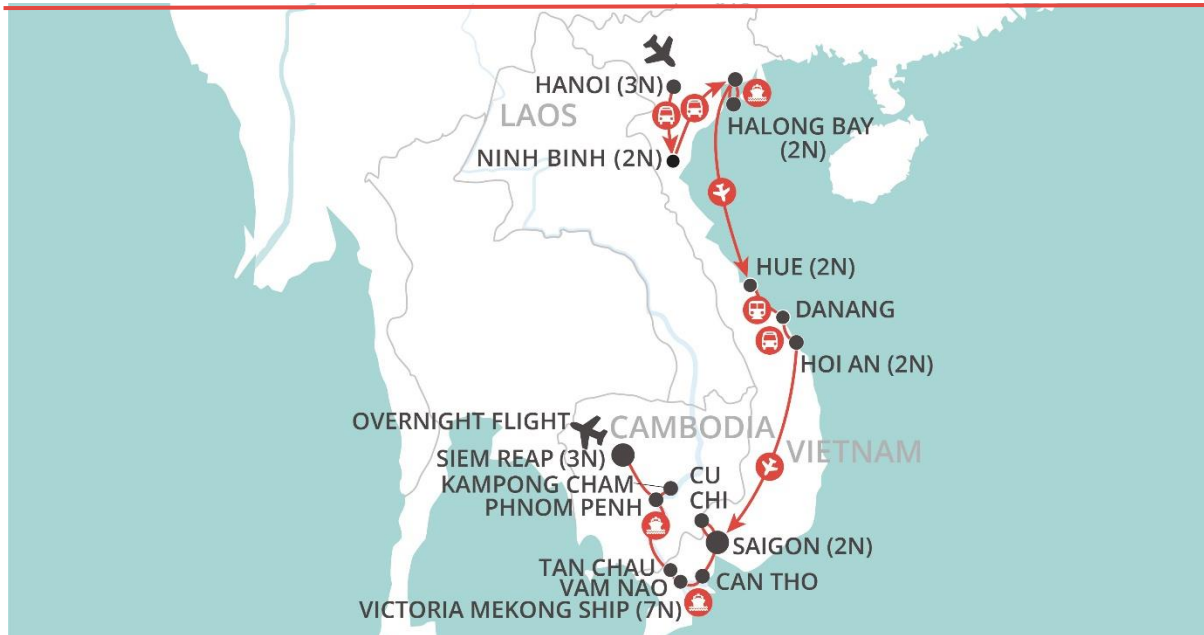 HANOI (3N)
LAOS
HALONG BAY
(2N)
NINH BINH (2N)
HUE (2N)
DANANG
HOI AN (2N)
OVERNIGHT FLIGHT
CAMBODIA
VIETNAM
SIEM REAP (3N)
KAMPONG CHAM
PHNOM PENH
CU
CHI
SAIGON (2N)
TAN CHAU
VAM NAO
CAN THO
VICTORIA MEKONG SHIP (7N)